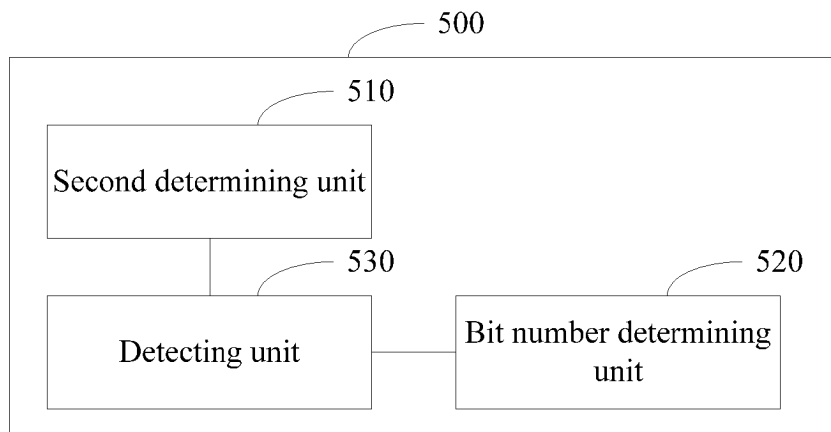 500
510
Second determining unit
530
520
Detecting unit
Bit number determining
unit